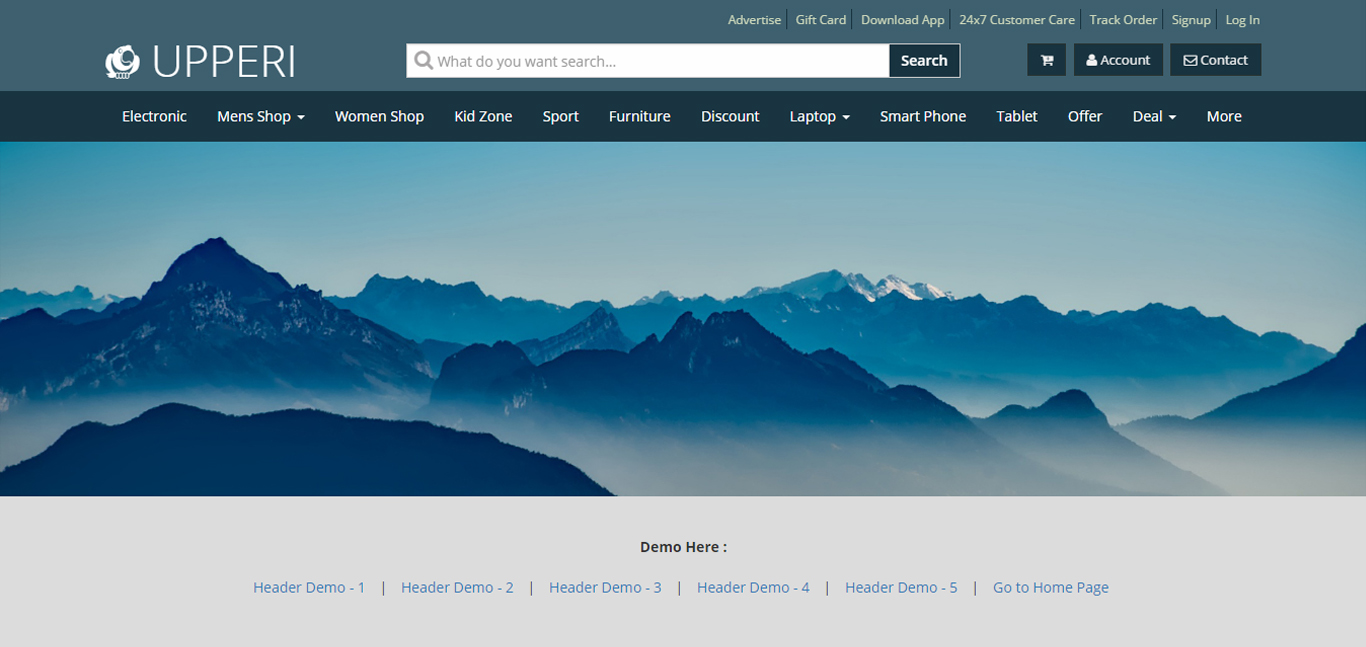 Advertise Gift Card Download App 24x7 Customer Care Track Order Signup Log In
UPPERI What do you want search... Search Account Contact
Electronic Mens Shop Women Shop Kid Zone Sport Furniture Discount Laptop Smart Phone Tablet Offer Deal More
Demo Here :
Header Demo - 1 | Header Demo - 2 | Header Demo - 3 | Header Demo - 4 | Header Demo - 5 | Go to Home Page